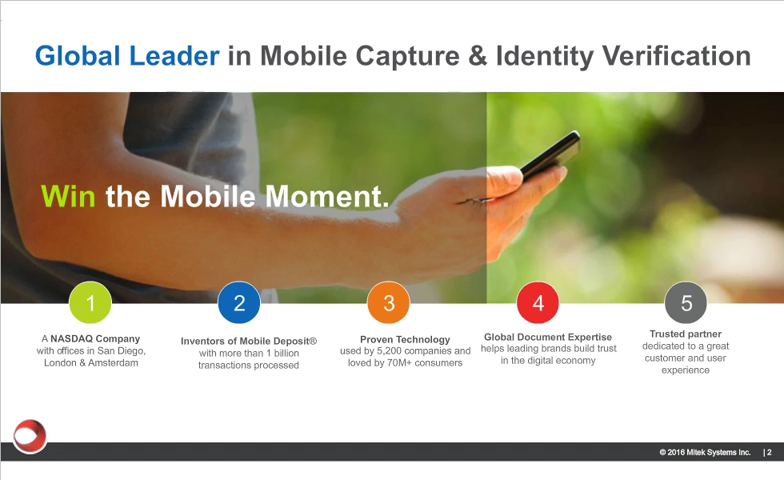 Global Leader in Mobile Capture & Identity Verification
Win the Mobile Moment.
1
2
3
4
5
A NASDAQ Company
with offices in San Diego,
London & Amsterdam
Inventors of Mobile Deposit®
with more than 1 billion
transactions processed
Proven Technology
used by 5,200 companies and
loved by 70M+ consumers
Global Document Expertise
helps leading brands build trust
in the digital economy
Trusted partner
dedicated to a great
customer and user
experience
© 2016 Mitek Systems Inc. | 2